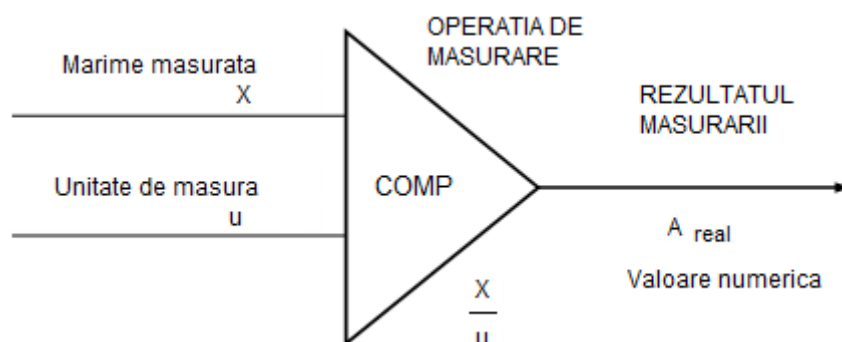 OPERATIA DE
MASURARE
Marime masurata
X
REZULTATUL
MASURARII
Unitate de masura
u
COMP
A real
Valoare numerica
X
u